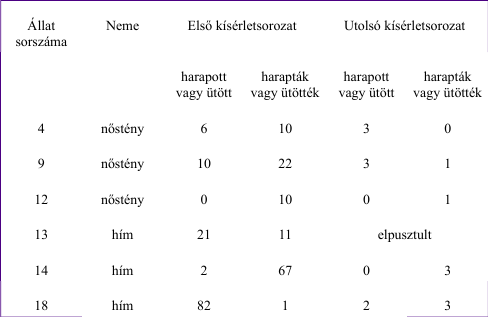 Állat Neme Első kísérletsorozat Utolsó kísérletsorozat
sorszáma
harapott harapták harapott harapták
vagy ütött vagy ütötték vagy ütött vagy ütötték
4 nőstény 6 10 3 0
9 nőstény 10 22 3 1
12 nőstény 0 10 0 1
13 hím 21 11 elpusztult
14 hím 2 67 0 3
18 hím 82 1 2 3